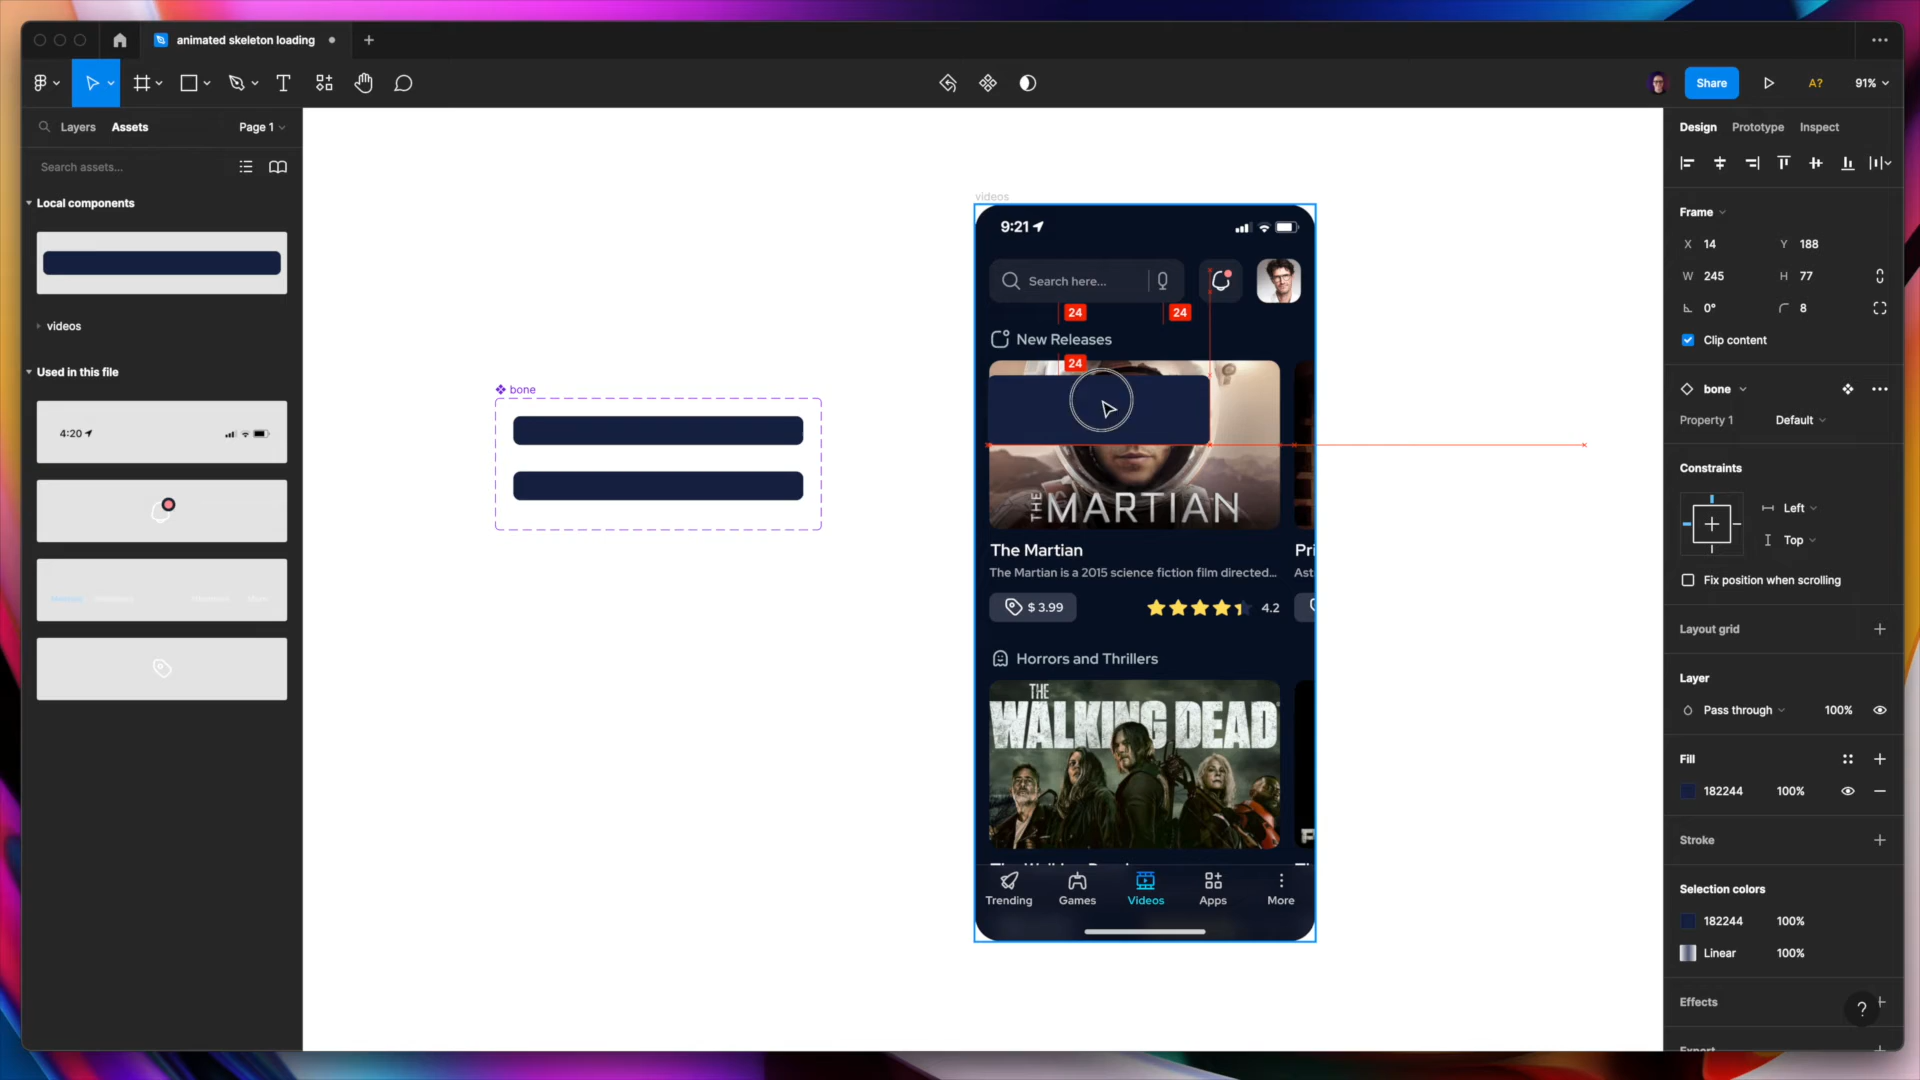 animated skeleton loading
Share
A?
91%
Layers
Assets
Page 1
Search assets...
Local components
videos
Used in this file
4:20
bone
videos
9:21
Search here...
24
24
New Releases
24
THE
MARTIAN
The Martian
Pri
The Martian is a 2015 science fiction film directed...
Ast
$ 3.99
4.2
Horrors and Thrillers
THE
WALKING DEAD
Trending
Games
Videos
Apps
More
Design
Prototype
Inspect
Frame
X 14
Y 188
W 245
H 77
0°
8
Clip content
bone
Property 1
Default
Constraints
Left
Top
Fix position when scrolling
Layout grid
Layer
Pass through
100%
Fill
182244
100%
Stroke
Selection colors
182244
100%
Linear
100%
Effects
?